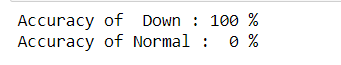 Accuracy of  Down : 100 %
Accuracy of Normal :  0 %